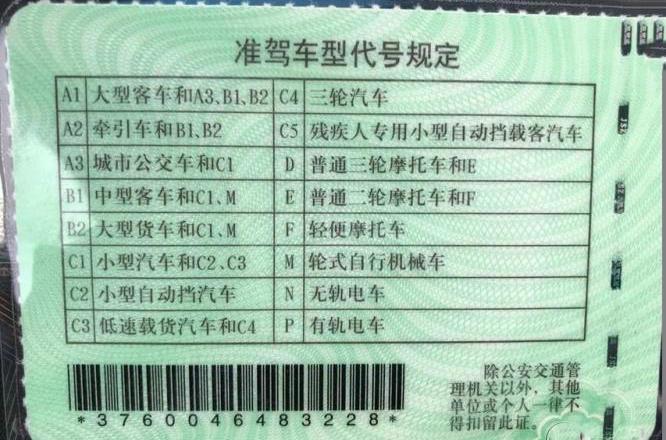 准驾车型代号规定
A1 大型客车和A3、B1、B2 C4 三轮汽车
A2 牵引车和B1、B2 C5 残疾人专用小型自动挡载客汽车
A3 城市公交车和C1 D 普通三轮摩托车和E
B1 中型客车和C1、M E 普通二轮摩托车和F
B2 大型货车和C1、M F 轻便摩托车
C1 小型汽车和C2、C3 M 轮式自行机械车
C2 小型自动挡汽车 N 无轨电车
C3 低速载货汽车和C4 P 有轨电车
*3760046483228*
除公安交通管
理机关以外，其他
单位或个人一律不
得扣留此证。